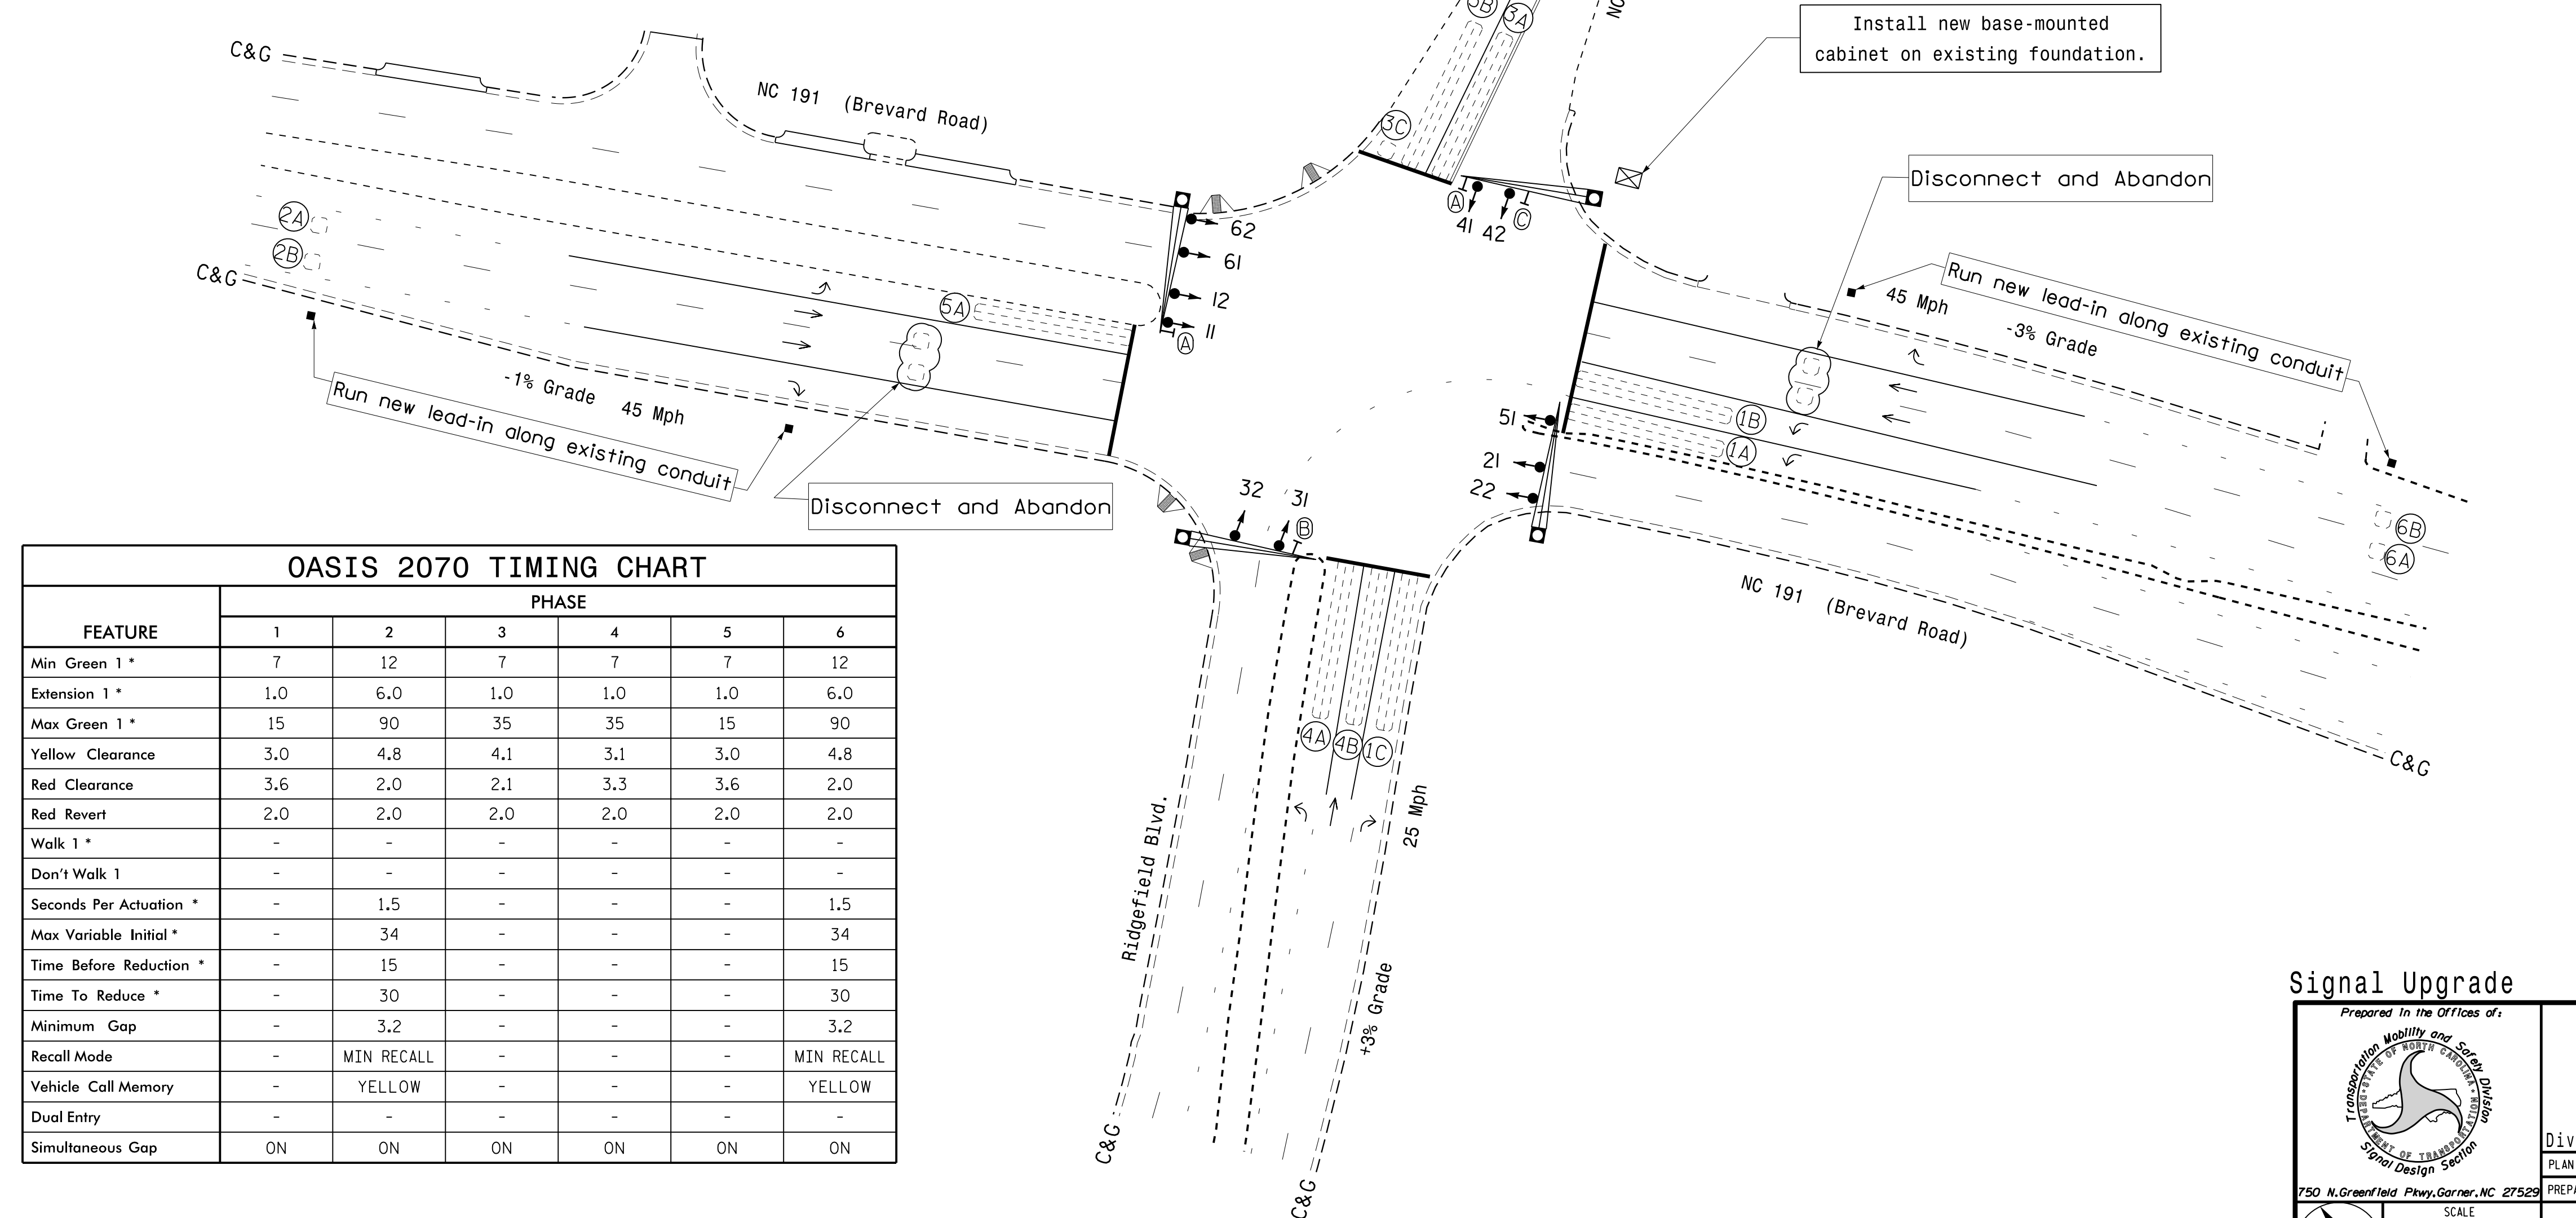 C&G
NC 191 (Brevard Road)
2A
2B
C&G
5A
-1% Grade 45 Mph
Run new lead-in along existing conduit
Disconnect and Abandon
62
61
12
11
A
3C
3A
A
41
42
C
Install new base-mounted
cabinet on existing foundation.
Disconnect and Abandon
Run new lead-in along existing conduit
45 Mph
-3% Grade
51
21
22
1B
1A
6B
6A
NC 191 (Brevard Road)
C&G
32
31
B
4A
4B
1C
25 Mph
Ridgefield Blvd.
+3% Grade
C&G
C&G
OASIS 2070 TIMING CHART
FEATURE PHASE
1 2 3 4 5 6
Min Green 1 * 7 12 7 7 7 12
Extension 1 * 1.0 6.0 1.0 1.0 1.0 6.0
Max Green 1 * 15 90 35 35 15 90
Yellow Clearance 3.0 4.8 4.1 3.1 3.0 4.8
Red Clearance 3.6 2.0 2.1 3.3 3.6 2.0
Red Revert 2.0 2.0 2.0 2.0 2.0 2.0
Walk 1 * - - - - - -
Don't Walk 1 - - - - - -
Seconds Per Actuation * - 1.5 - - - 1.5
Max Variable Initial * - 34 - - - 34
Time Before Reduction * - 15 - - - 15
Time To Reduce * - 30 - - - 30
Minimum Gap - 3.2 - - - 3.2
Recall Mode - MIN RECALL - - - MIN RECALL
Vehicle Call Memory - YELLOW - - - YELLOW
Dual Entry - - - - - -
Simultaneous Gap ON ON ON ON ON ON
Signal Upgrade
Prepared in the Offices of:
Transportation Mobility and Safety Division
STATE OF NORTH CAROLINA
DEPARTMENT OF TRANSPORTATION
Signal Design Section
750 N.Greenfield Pkwy,Garner,NC 27529
SCALE
Div
PLAN
PREPA